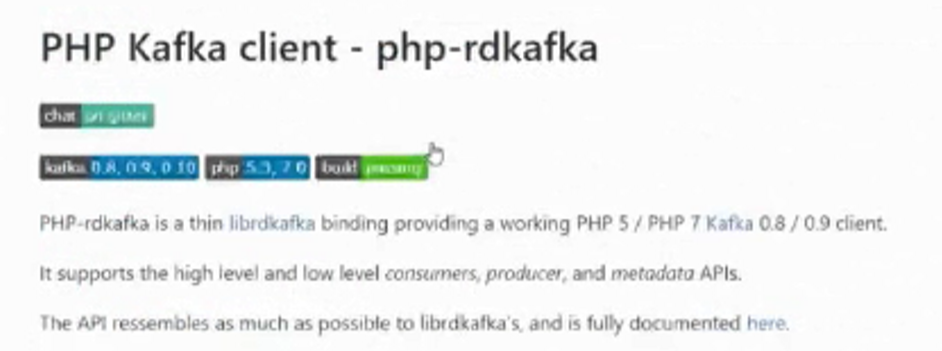 PHP Kafka client - php-rdkafka
chat on gitter
kafka 0.8, 0.9, 0.10 php 5.3, 7.0 build passing
PHP-rdkafka is a thin librdkafka binding providing a working PHP 5 / PHP 7 Kafka 0.8 / 0.9 client.
It supports the high level and low level consumers, producer, and metadata APIs.
The API ressembles as much as possible to librdkafka's, and is fully documented here.